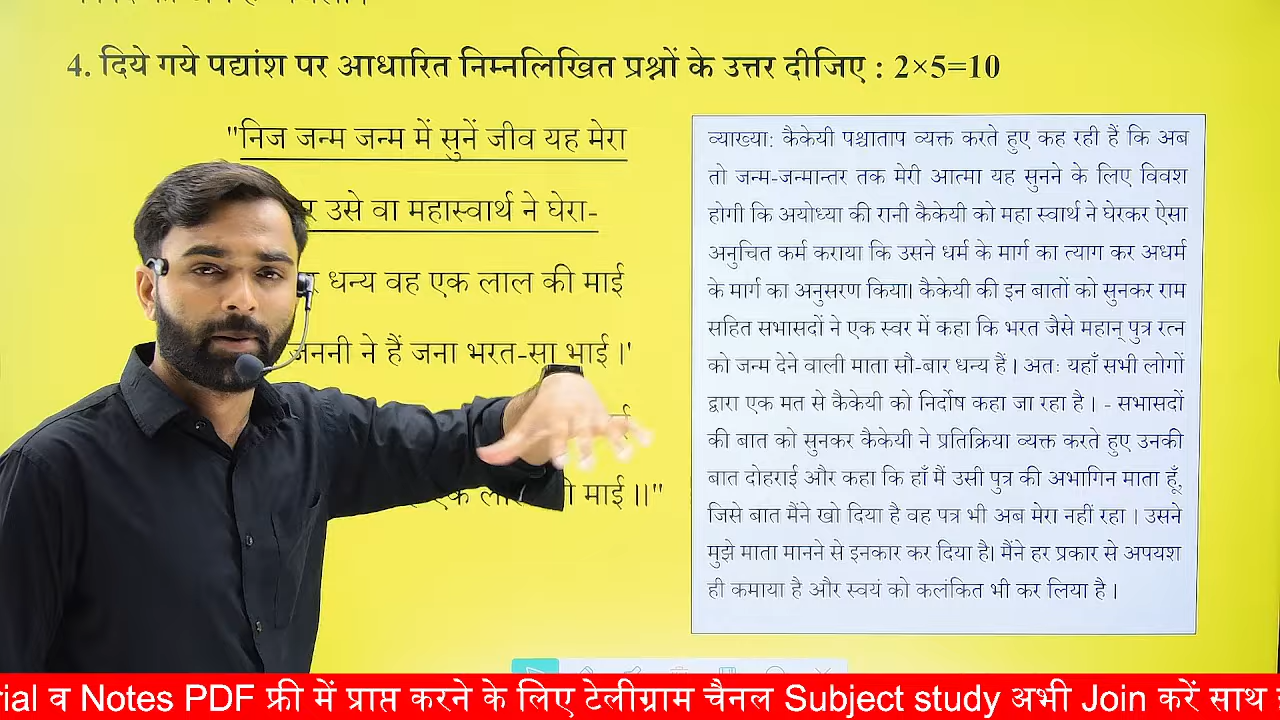 4. दिये गये पद्यांश पर आधारित निम्नलिखित प्रश्नों के उत्तर दीजिए : 2×5=10
"निज जन्म जन्म में सुनें जीव यह मेरा
उसे वा महास्वार्थ ने घेरा-
धन्य वह एक लाल की माई
जननी ने हैं जना भरत-सा भाई।'
लाल की माई॥"
व्याख्या: कैकेयी पश्चाताप व्यक्त करते हुए कह रही हैं कि अब
तो जन्म-जन्मान्तर तक मेरी आत्मा यह सुनने के लिए विवश
होगी कि अयोध्या की रानी कैकेयी को महा स्वार्थ ने घेरकर ऐसा
अनुचित कर्म कराया कि उसने धर्म के मार्ग का त्याग कर अधर्म
के मार्ग का अनुसरण किया। कैकेयी की इन बातों को सुनकर राम
सहित सभासदों ने एक स्वर में कहा कि भरत जैसे महान् पुत्र रत्न
को जन्म देने वाली माता सौ-बार धन्य हैं। अतः यहाँ सभी लोगों
द्वारा एक मत से कैकेयी को निर्दोष कहा जा रहा है। - सभासदों
की बात को सुनकर कैकेयी ने प्रतिक्रिया व्यक्त करते हुए उनकी
बात दोहराई और कहा कि हाँ मैं उसी पुत्र की अभागिन माता हूँ,
जिसे बात मैंने खो दिया है वह पत्र भी अब मेरा नहीं रहा। उसने
मुझे माता मानने से इनकार कर दिया है। मैंने हर प्रकार से अपयश
ही कमाया है और स्वयं को कलंकित भी कर लिया है।
rial व Notes PDF फ्री में प्राप्त करने के लिए टेलीग्राम चैनल Subject study अभी Join करें साथ